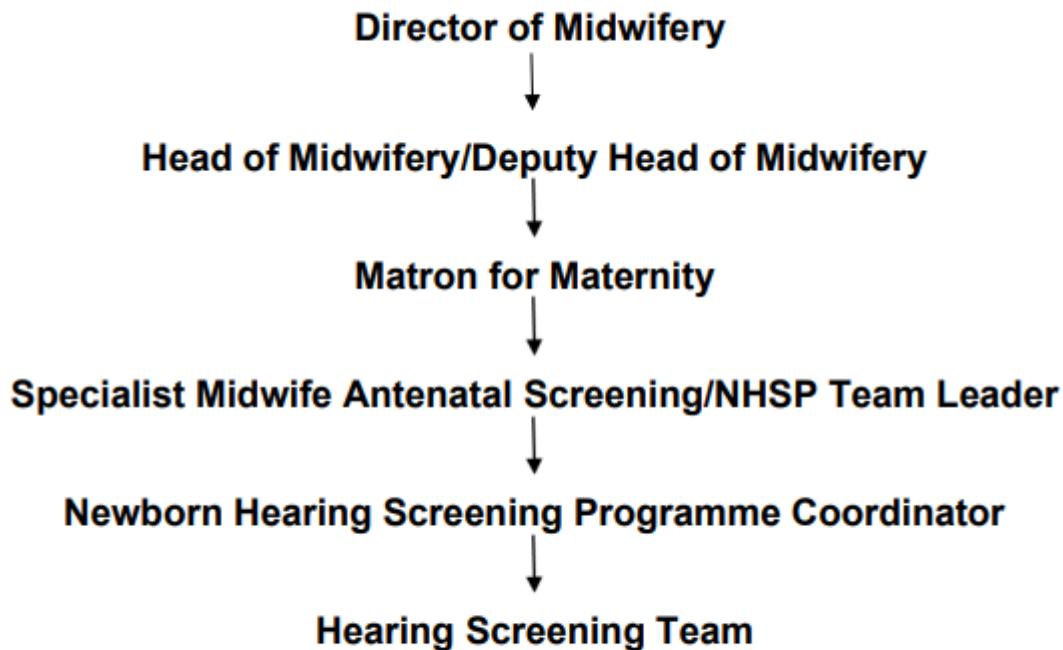 Director of Midwifery
Head of Midwifery/Deputy Head of Midwifery
Matron for Maternity
Specialist Midwife Antenatal Screening/NHSP Team Leader
Newborn Hearing Screening Programme Coordinator
Hearing Screening Team